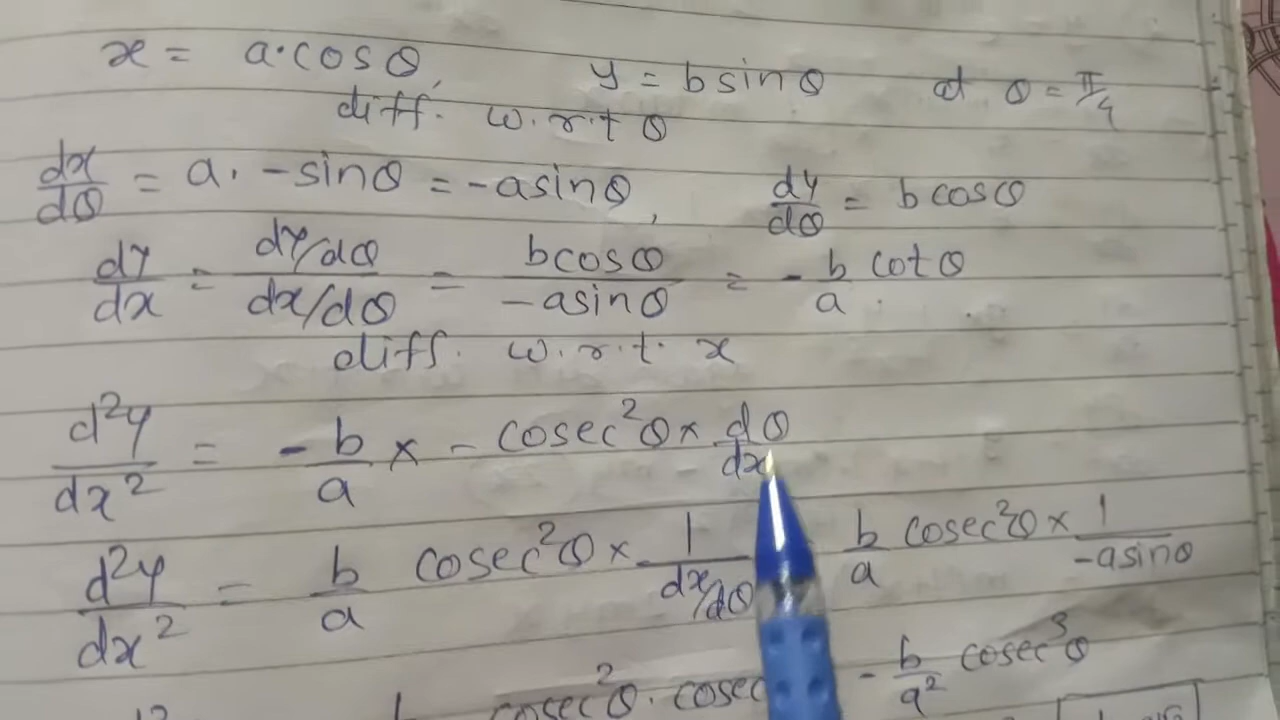 x = a·cosθ, y = b sinθ at θ = π/4
diff. w.r.t θ
dx/dθ = a. -sinθ = -asinθ, dy/dθ = b cosθ
dy/dx = dy/dθ / dx/dθ = bcosθ / -asinθ = -b/a cotθ
diff. w.r.t. x
d²y/dx² = -b/a × -cosec²θ × dθ/dx
d²y/dx² = b/a cosec²θ × 1/dx/dθ b/a cosec²θ × 1/-asinθ
cosec²θ. cosec -b/a² cosec³θ